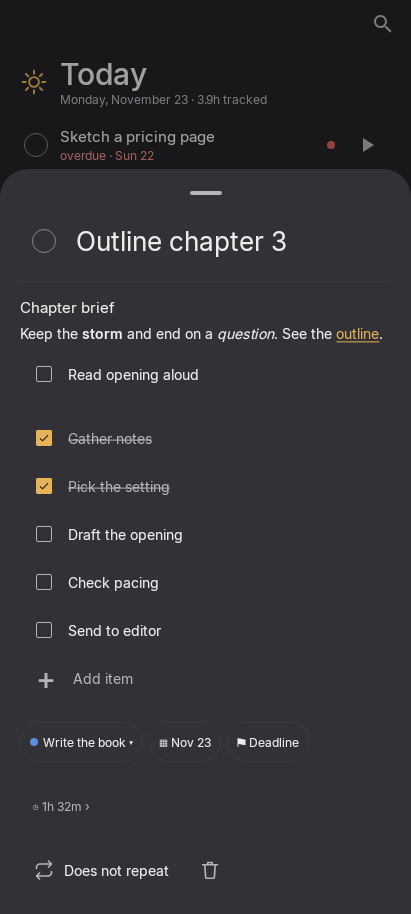 Today
Monday, November 23 · 3.9h tracked
Sketch a pricing page
overdue · Sun 22
Outline chapter 3
Chapter brief
Keep the storm and end on a question. See the outline.
Read opening aloud
Gather notes
Pick the setting
Draft the opening
Check pacing
Send to editor
Add item
Write the book Nov 23 Deadline
1h 32m ›
Does not repeat